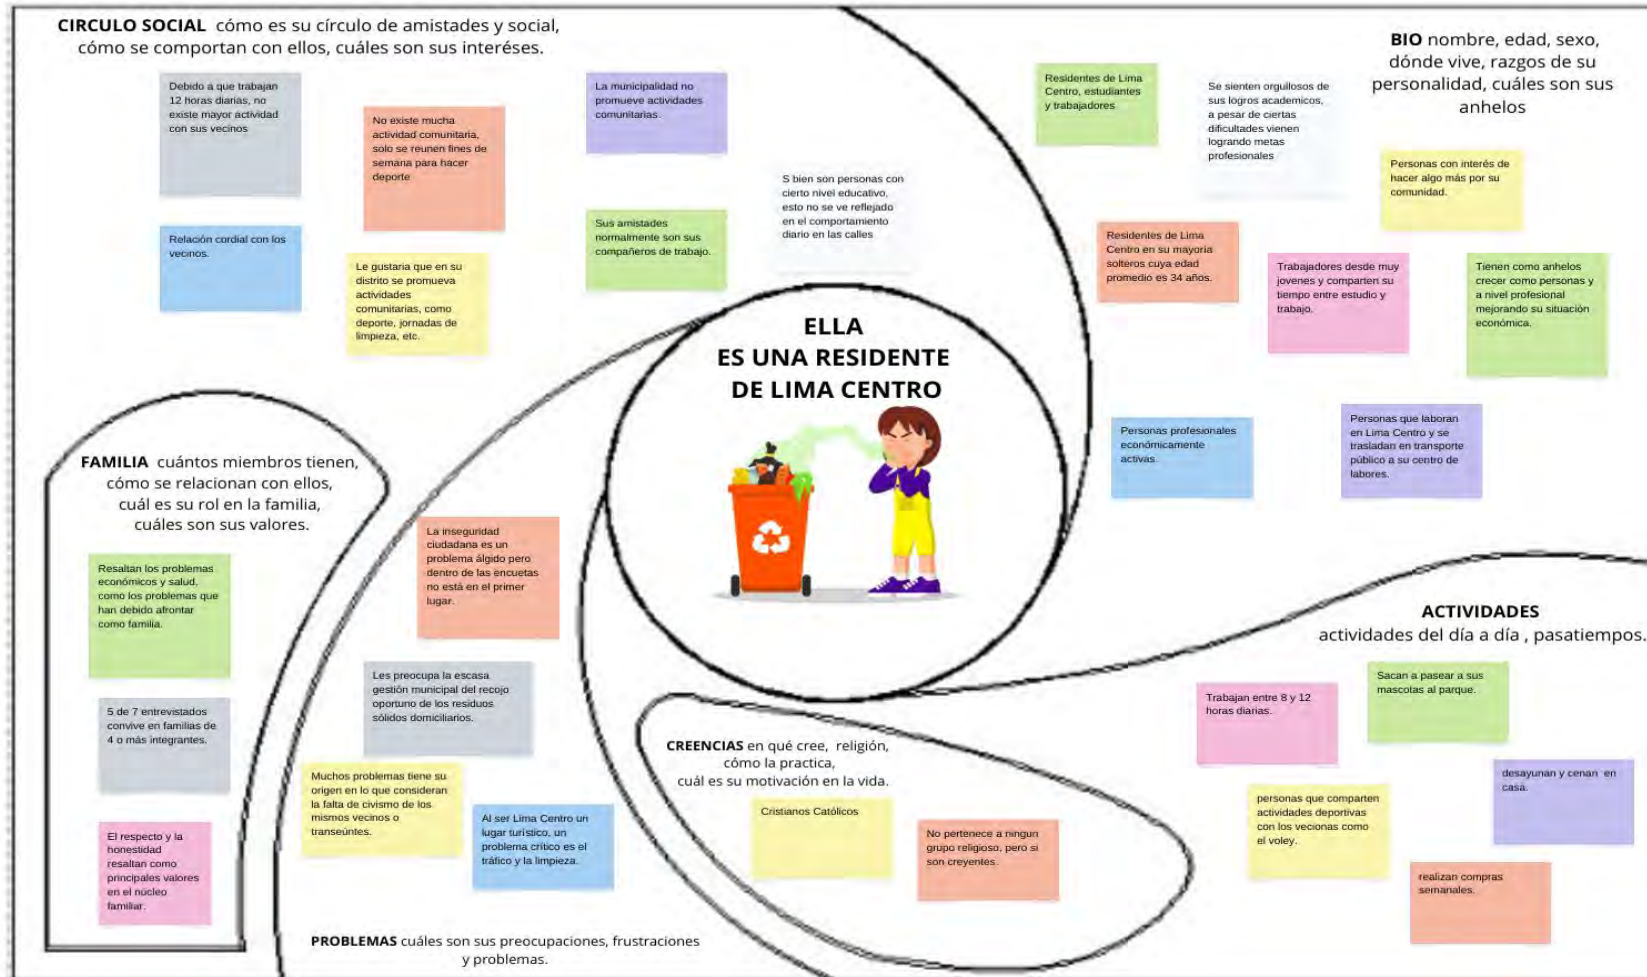 CIRCULO SOCIAL cómo es su círculo de amistades y social,
cómo se comportan con ellos, cuáles son sus interéses.
Debido a que trabajan
12 horas diarias, no
existe mayor actividad
con sus vecinos
No existe mucha
actividad comunitaria,
solo se reunen fines de
semana para hacer
deporte
La municipalidad no
promueve actividades
comunitarias.
S bien son personas con
cierto nivel educativo,
esto no se ve reflejado
en el comportamiento
diario en las calles
Relación cordial con los
vecinos.
Le gustaria que en su
distrito se promueva
actividades
comunitarias, como
deporte, jornadas de
limpieza, etc.
Sus amistades
normalmente son sus
compañeros de trabajo.
BIO nombre, edad, sexo,
dónde vive, razgos de su
personalidad, cuáles son sus
anhelos
Residentes de Lima
Centro, estudiantes
y trabajadores
Se sienten orgullosos de
sus logros academicos,
a pesar de ciertas
dificultades vienen
logrando metas
profesionales
Personas con interés de
hacer algo más por su
comunidad.
Residentes de Lima
Centro en su mayoría
solteros cuya edad
promedio es 34 años.
Trabajadores desde muy
jovenes y comparten su
tiempo entre estudio y
trabajo.
Tienen como anhelos
crecer como personas y
a nivel profesional
mejorando su situación
económica.
Personas profesionales
económicamente
activas.
Personas que laboran
en Lima Centro y se
trasladan en transporte
público a su centro de
labores.
ELLA
ES UNA RESIDENTE
DE LIMA CENTRO
FAMILIA cuántos miembros tienen,
cómo se relacionan con ellos,
cuál es su rol en la familia,
cuáles son sus valores.
Resaltan los problemas
económicos y salud,
como los problemas que
han debido afrontar
como familia.
5 de 7 entrevistados
convive en familias de
4 o más integrantes.
El respecto y la
honestidad
resaltan como
principales valores
en el núcleo
familiar.
La inseguridad
ciudadana es un
problema álgido pero
dentro de las encuetas
no está en el primer
lugar.
Les preocupa la escasa
gestión municipal del recojo
oportuno de los residuos
sólidos domiciliarios.
Muchos problemas tiene su
origen en lo que consideran
la falta de civismo de los
mismos vecinos o
transeúntes.
Al ser Lima Centro un
lugar turístico, un
problema crítico es el
tráfico y la limpieza.
PROBLEMAS cuáles son sus preocupaciones, frustraciones
y problemas.
CREENCIAS en qué cree, religión,
cómo la practica,
cuál es su motivación en la vida.
Cristianos Católicos
No pertenece a ningun
grupo religioso, pero si
son creyentes.
ACTIVIDADES
actividades del día a día , pasatiempos.
Trabajan entre 8 y 12
horas diarias.
Sacan a pasear a sus
mascotas al parque.
personas que comparten
actividades deportivas
con los vecionas como
el voley.
desayunan y cenan en
casa.
realizan compras
semanales.